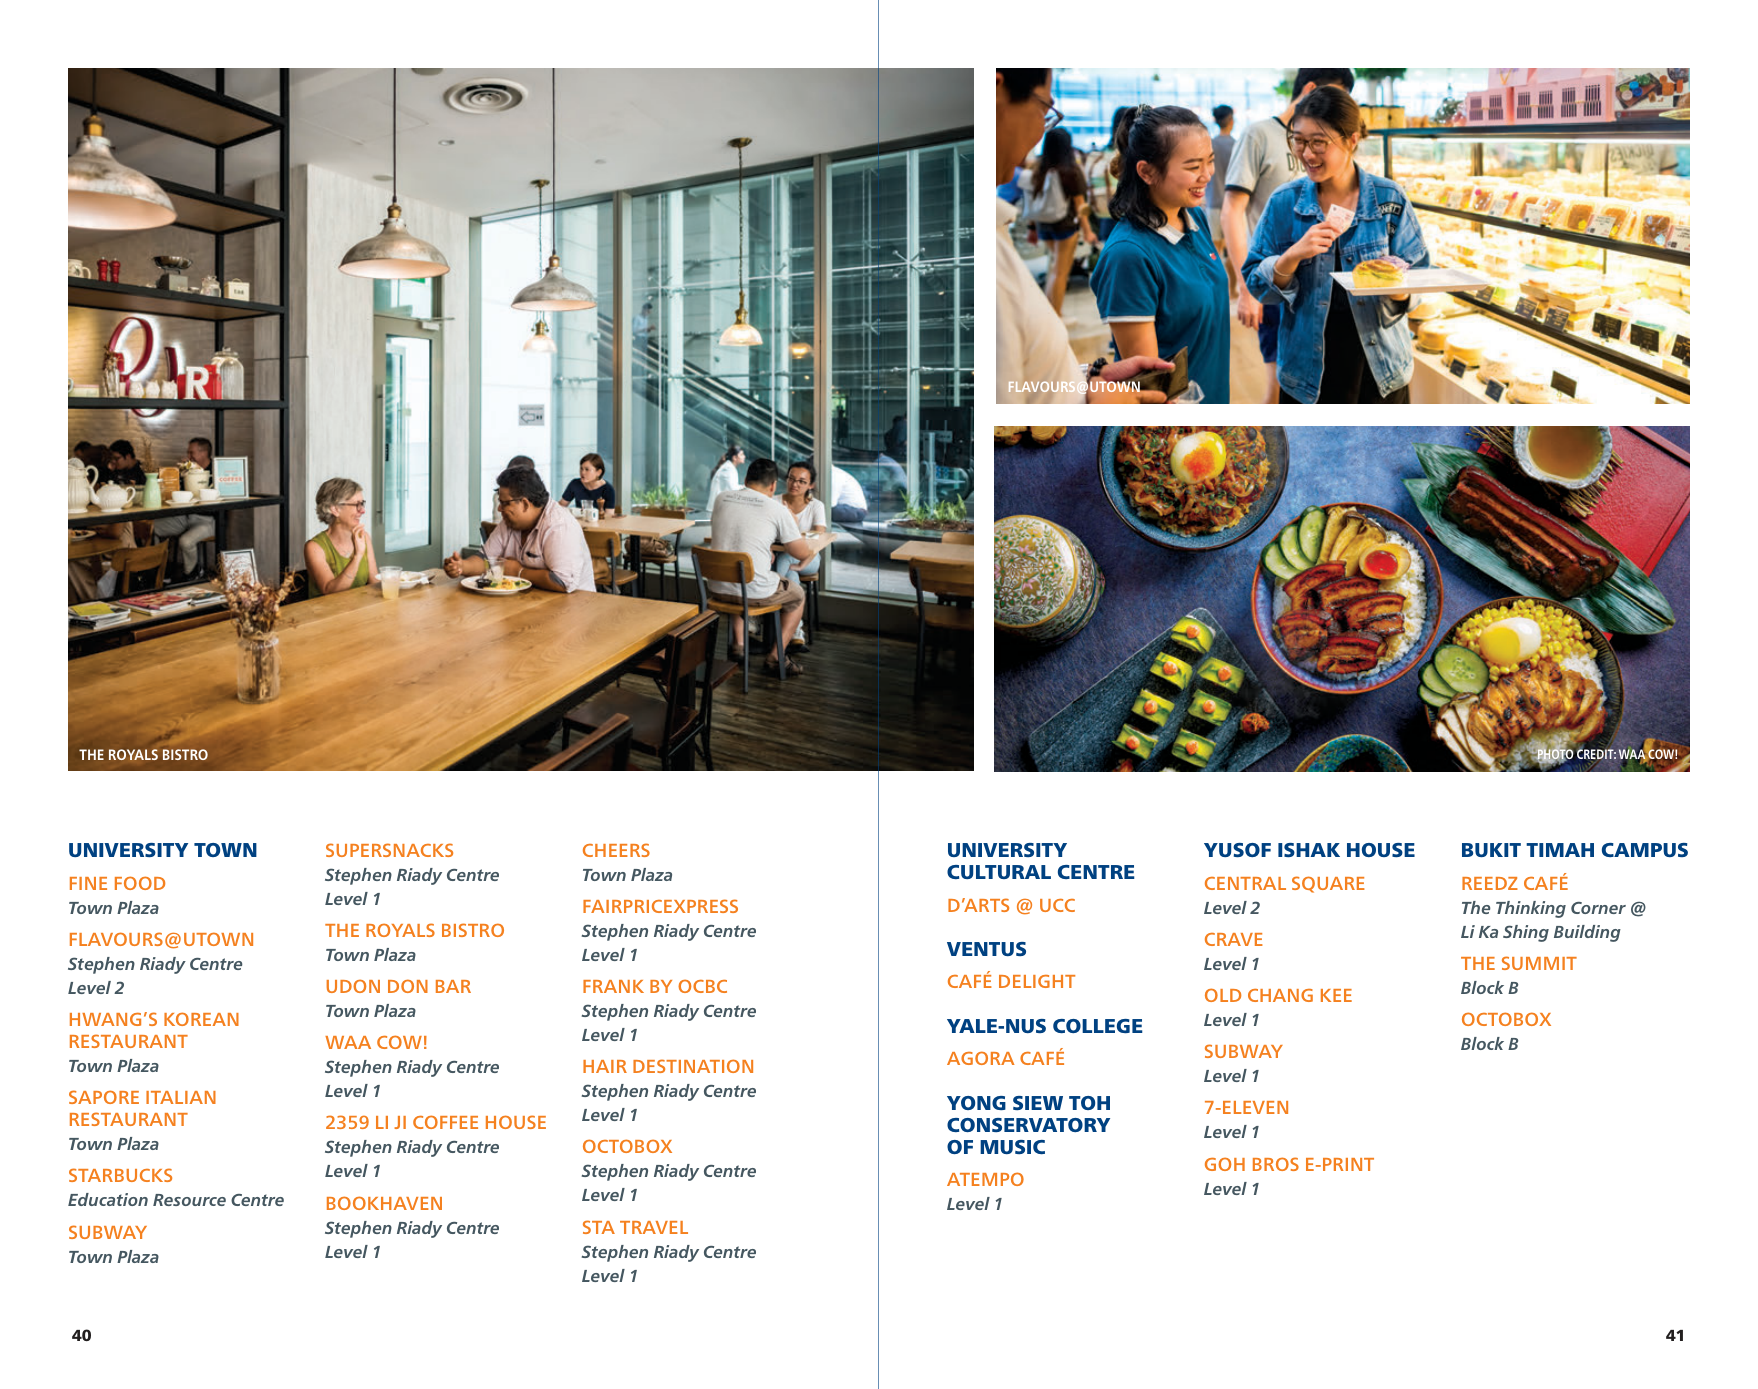 R
THE ROYALS BISTRO
FLAVOURS@UTOWN
PHOTO CREDIT: WAA COW!
UNIVERSITY TOWN
FINE FOOD
Town Plaza
FLAVOURS@UTOWN
Stephen Riady Centre
Level 2
HWANG’S KOREAN
RESTAURANT
Town Plaza
SAPORE ITALIAN
RESTAURANT
Town Plaza
STARBUCKS
Education Resource Centre
SUBWAY
Town Plaza
SUPERSNACKS
Stephen Riady Centre
Level 1
THE ROYALS BISTRO
Town Plaza
UDON DON BAR
Town Plaza
WAA COW!
Stephen Riady Centre
Level 1
2359 LI JI COFFEE HOUSE
Stephen Riady Centre
Level 1
BOOKHAVEN
Stephen Riady Centre
Level 1
CHEERS
Town Plaza
FAIRPRICEXPRESS
Stephen Riady Centre
Level 1
FRANK BY OCBC
Stephen Riady Centre
Level 1
HAIR DESTINATION
Stephen Riady Centre
Level 1
OCTOBOX
Stephen Riady Centre
Level 1
STA TRAVEL
Stephen Riady Centre
Level 1
40
UNIVERSITY
CULTURAL CENTRE
D’ARTS @ UCC
VENTUS
CAFÉ DELIGHT
YALE-NUS COLLEGE
AGORA CAFÉ
YONG SIEW TOH
CONSERVATORY
OF MUSIC
ATEMPO
Level 1
YUSOF ISHAK HOUSE
CENTRAL SQUARE
Level 2
CRAVE
Level 1
OLD CHANG KEE
Level 1
SUBWAY
Level 1
7-ELEVEN
Level 1
GOH BROS E-PRINT
Level 1
BUKIT TIMAH CAMPUS
REEDZ CAFÉ
The Thinking Corner @
Li Ka Shing Building
THE SUMMIT
Block B
OCTOBOX
Block B
41